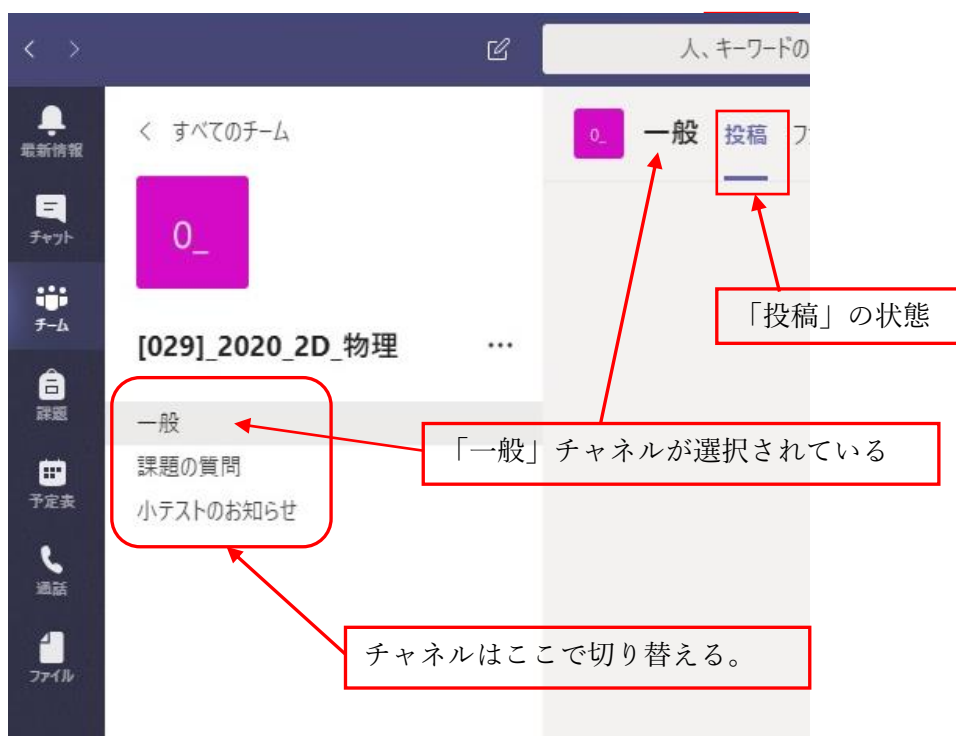 人、キーワードの
最新情報
チャット
チーム
課題
予定表
通話
ファイル
すべてのチーム
0_
[029]_2020_2D_物理
一般
課題の質問
小テストのお知らせ
0_ 一般 投稿
「投稿」の状態
「一般」チャネルが選択されている
チャネルはここで切り替える。